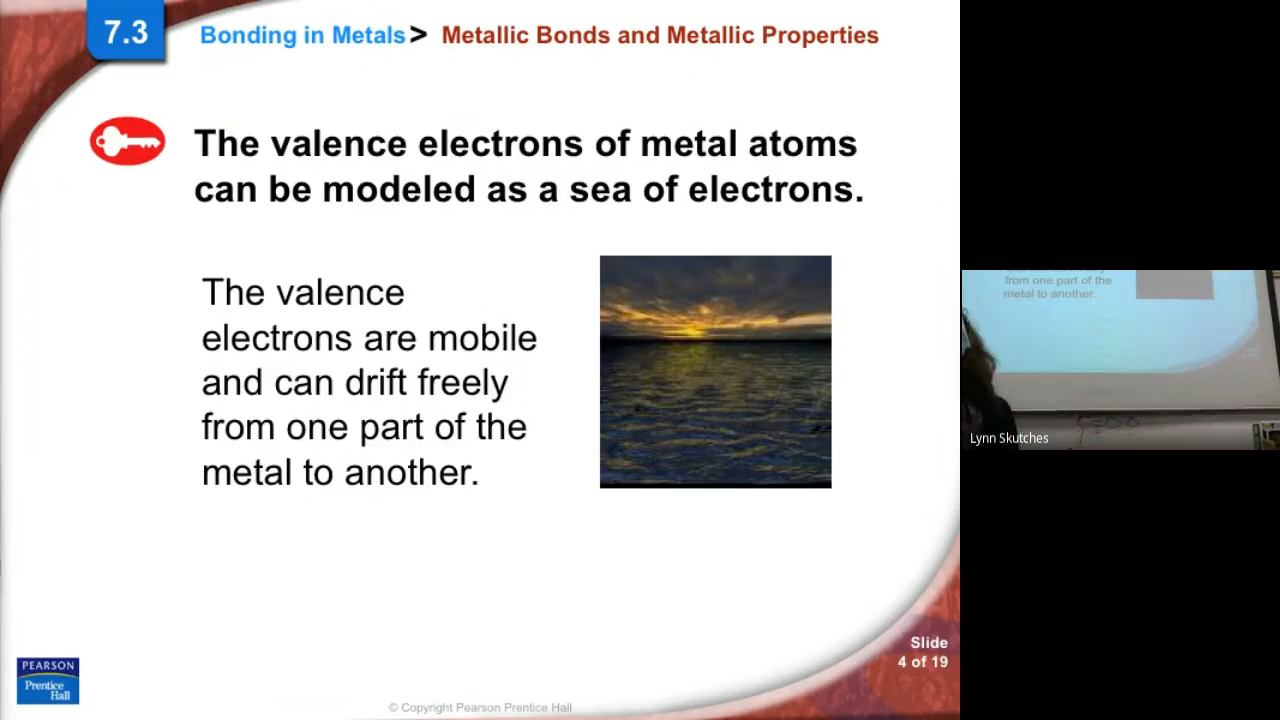 7.3
Bonding in Metals > Metallic Bonds and Metallic Properties
The valence electrons of metal atoms
can be modeled as a sea of electrons.
The valence
electrons are mobile
and can drift freely
from one part of the
metal to another.
from one part of the
metal to another.
Lynn Skutches
Slide
4 of 19
PEARSON
Prentice
Hall
© Copyright Pearson Prentice Hall